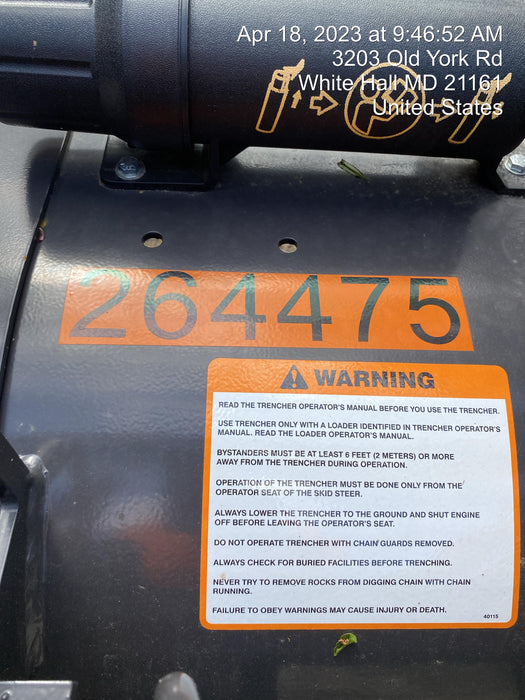 Apr 18, 2023 at 9:46:52 AM
3203 Old York Rd
White Hall MD 21161
United States
264475
WARNING
READ THE TRENCHER OPERATOR'S MANUAL BEFORE YOU USE THE TRENCHER.
USE TRENCHER ONLY WITH A LOADER IDENTIFIED IN TRENCHER OPERATOR'S
MANUAL. READ THE LOADER OPERATOR'S MANUAL.
BYSTANDERS MUST BE AT LEAST 6 FEET (2 METERS) OR MORE
AWAY FROM THE TRENCHER DURING OPERATION.
OPERATION OF THE TRENCHER MUST BE DONE ONLY FROM THE
OPERATOR SEAT OF THE SKID STEER.
ALWAYS LOWER THE TRENCHER TO THE GROUND AND SHUT ENGINE
OFF BEFORE LEAVING THE OPERATOR'S SEAT.
DO NOT OPERATE TRENCHER WITH CHAIN GUARDS REMOVED.
ALWAYS CHECK FOR BURIED FACILITIES BEFORE TRENCHING.
NEVER TRY TO REMOVE ROCKS FROM DIGGING CHAIN WITH CHAIN
RUNNING.
FAILURE TO OBEY WARNINGS MAY CAUSE INJURY OR DEATH.
40115